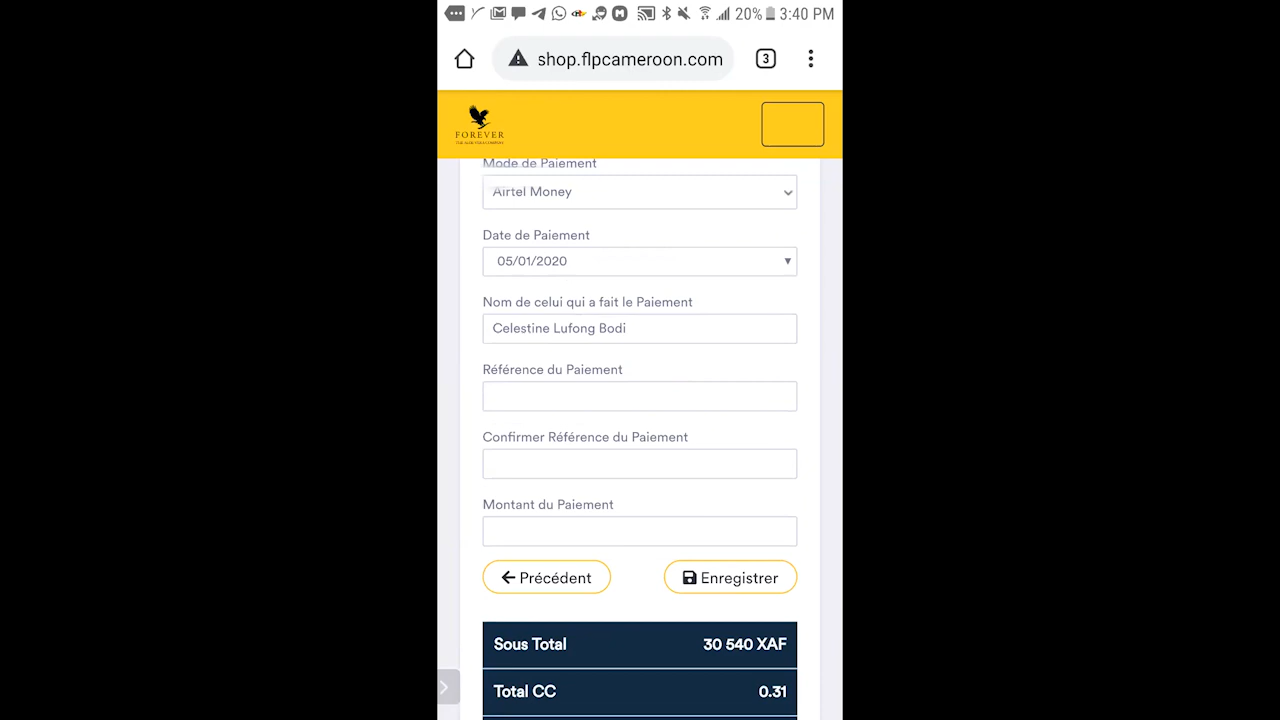 20% 3:40 PM
shop.flpcameroon.com
3
FOREVER
Mode de Paiement
Airtel Money
Date de Paiement
05/01/2020
Nom de celui qui a fait le Paiement
Celestine Lufong Bodi
Référence du Paiement
Confirmer Référence du Paiement
Montant du Paiement
Précédent
Enregistrer
Sous Total 30 540 XAF
Total CC 0.31